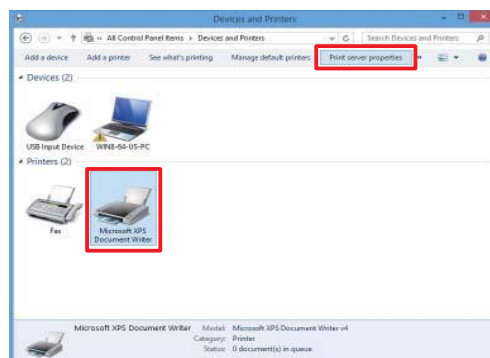 Devices and Printers
« All Control Panel Items ▸ Devices and Printers
Search Devices and Printers
Add a device Add a printer See what's printing Manage default printers Print server properties »
Devices (2)
USB Input Device WIN8-64-US-PC
Printers (2)
Fax Microsoft XPS
Document Writer
Microsoft XPS Document Writer Model: Microsoft XPS Document Writer v4
Category: Printer
Status: 0 document(s) in queue